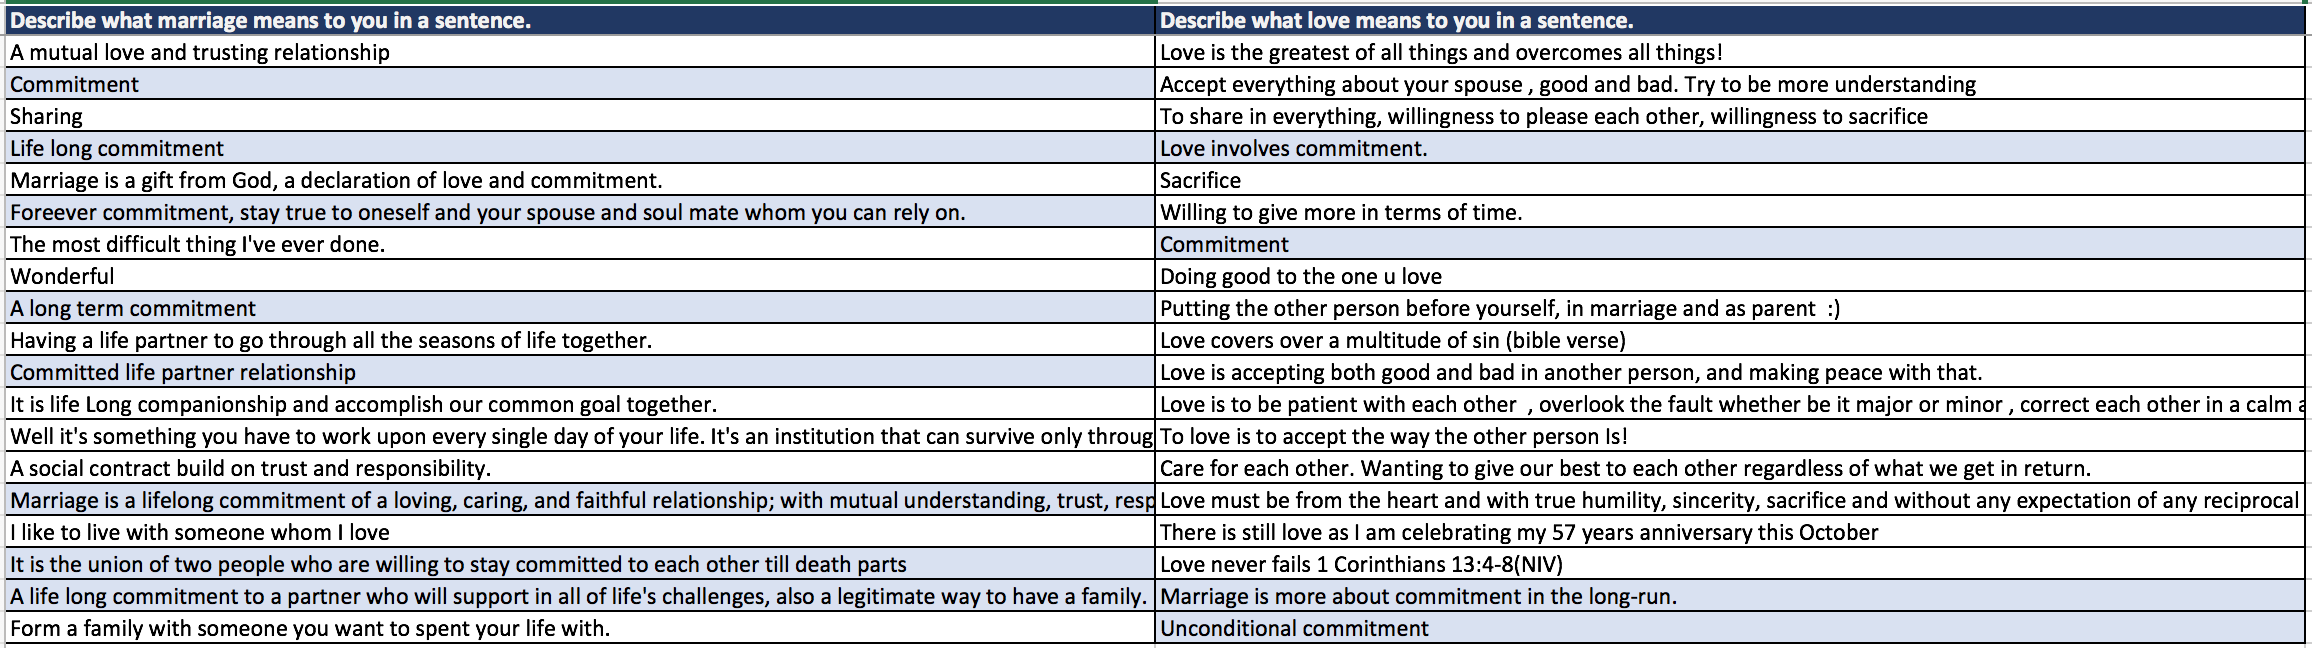 Describe what marriage means to you in a sentence. Describe what love means to you in a sentence.
A mutual love and trusting relationship Love is the greatest of all things and overcomes all things!
Commitment Accept everything about your spouse , good and bad. Try to be more understanding
Sharing To share in everything, willingness to please each other, willingness to sacrifice
Life long commitment Love involves commitment.
Marriage is a gift from God, a declaration of love and commitment. Sacrifice
Foreever commitment, stay true to oneself and your spouse and soul mate whom you can rely on. Willing to give more in terms of time.
The most difficult thing I've ever done. Commitment
Wonderful Doing good to the one u love
A long term commitment Putting the other person before yourself, in marriage and as parent :)
Having a life partner to go through all the seasons of life together. Love covers over a multitude of sin (bible verse)
Committed life partner relationship Love is accepting both good and bad in another person, and making peace with that.
It is life Long companionship and accomplish our common goal together. Love is to be patient with each other , overlook the fault whether be it major or minor , correct each other in a calm
Well it's something you have to work upon every single day of your life. It's an institution that can survive only throug To love is to accept the way the other person Is!
A social contract build on trust and responsibility. Care for each other. Wanting to give our best to each other regardless of what we get in return.
Marriage is a lifelong commitment of a loving, caring, and faithful relationship; with mutual understanding, trust, resp Love must be from the heart and with true humility, sincerity, sacrifice and without any expectation of any reciprocal
I like to live with someone whom I love There is still love as I am celebrating my 57 years anniversary this October
It is the union of two people who are willing to stay committed to each other till death parts Love never fails 1 Corinthians 13:4-8(NIV)
A life long commitment to a partner who will support in all of life's challenges, also a legitimate way to have a family. Marriage is more about commitment in the long-run.
Form a family with someone you want to spent your life with. Unconditional commitment